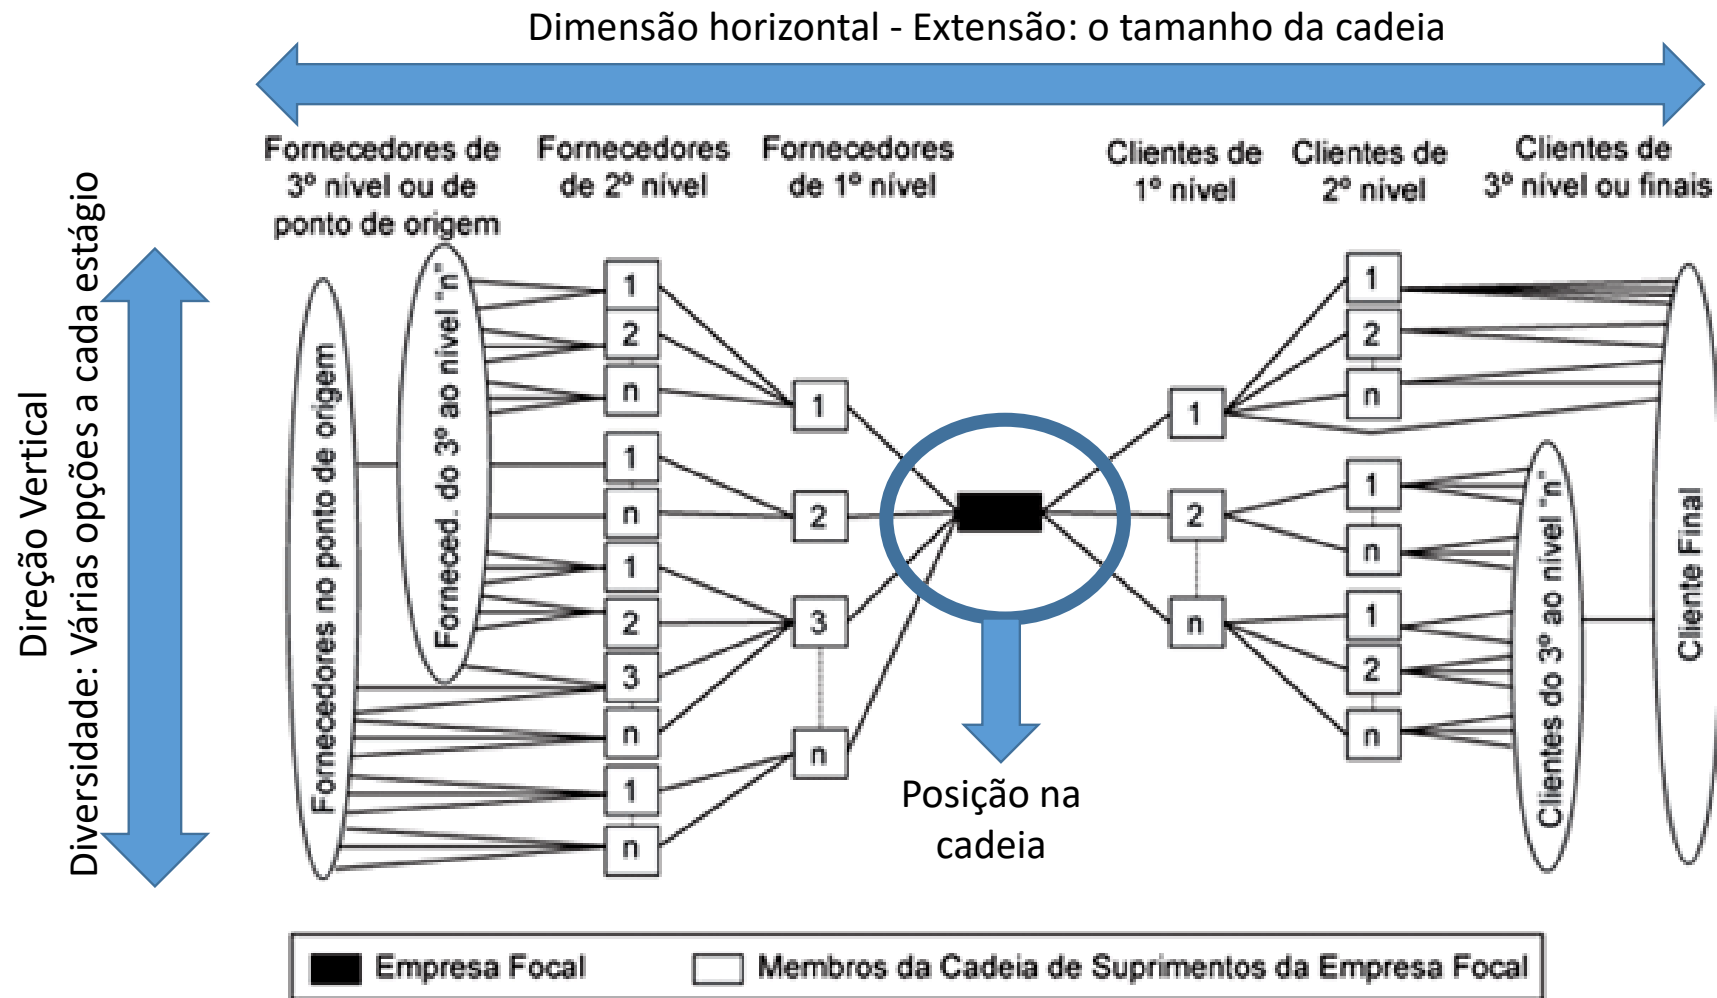 Dimensão horizontal - Extensão: o tamanho da cadeia
Fornecedores de
3º nível ou de
ponto de origem
Fornecedores
de 2º nível
Fornecedores
de 1º nível
Clientes de
1º nível
Clientes de
2º nível
Clientes de
3º nível ou finais
Direção Vertical
Diversidade: Várias opções a cada estágio
Fornecedores no ponto de origem
Forneced. do 3º ao nível "n"
1
2
n
1
n
1
2
3
n
1
n
1
2
3
n
1
2
n
1
2
n
1
n
1
2
n
Clientes do 3º ao nível "n"
Cliente Final
Posição na
cadeia
Empresa Focal
Membros da Cadeia de Suprimentos da Empresa Focal